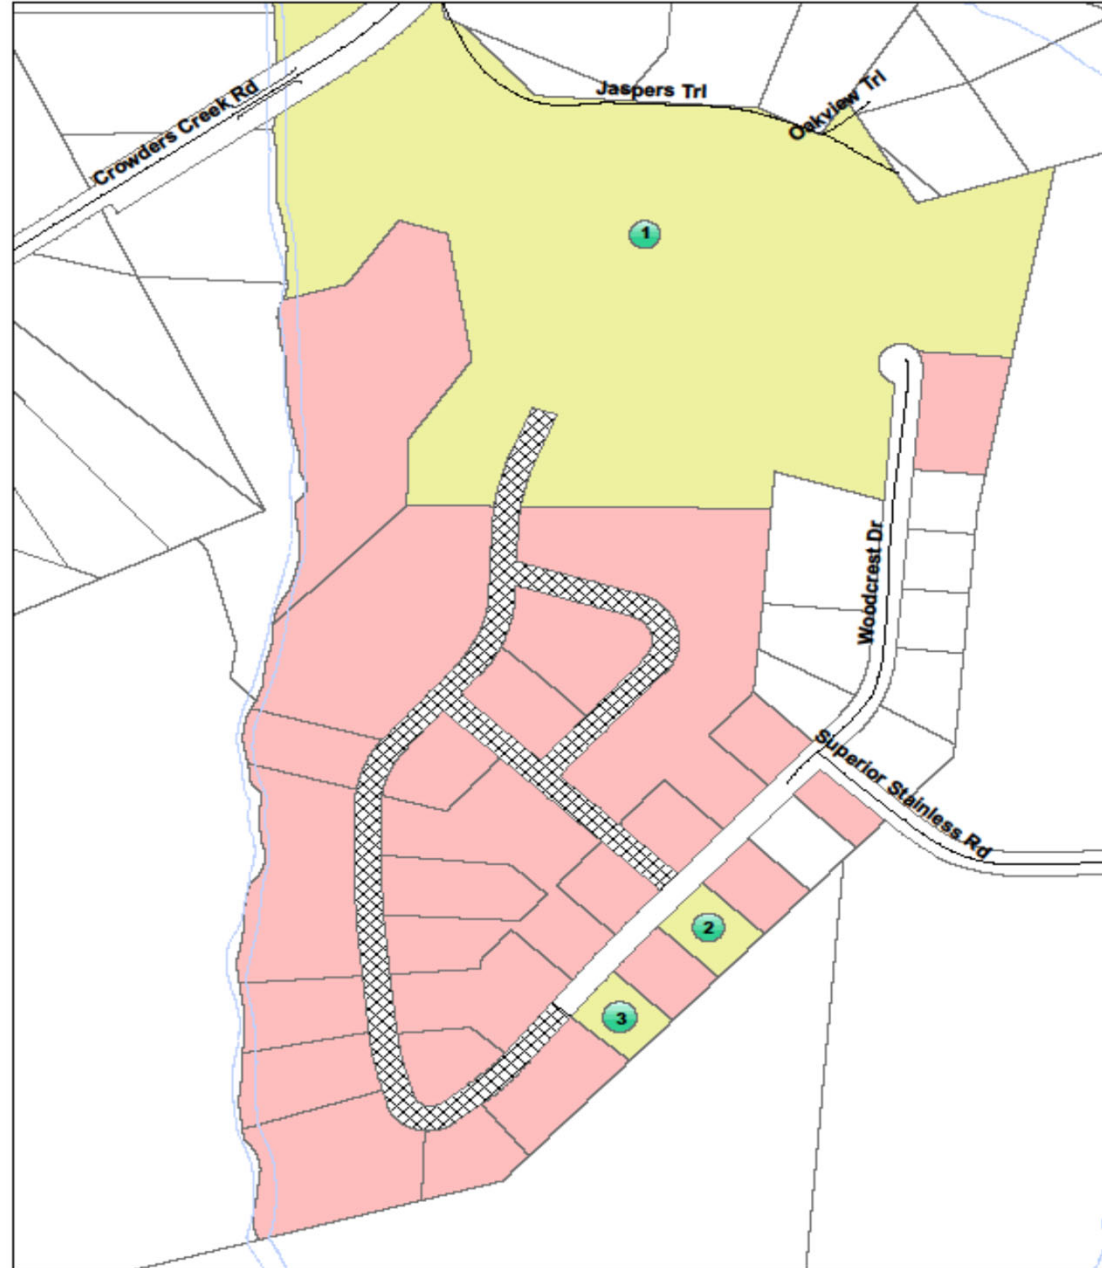 Jaspers Trl
Oakview Trl
Crowders Creek Rd
1
Woodcrest Dr
Superior Stainless Rd
2
3